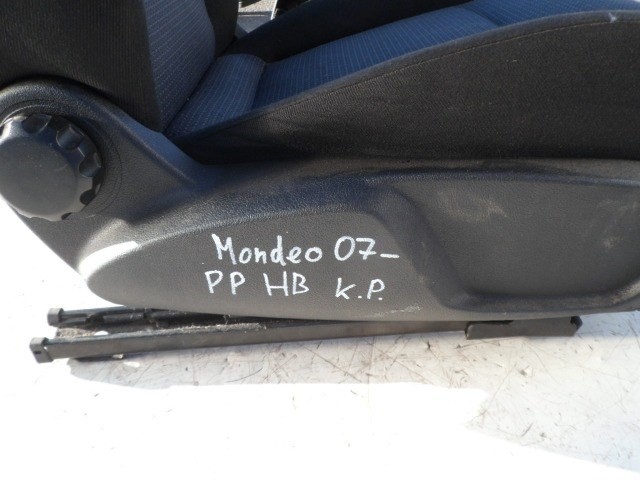 Mondeo 07-
PP HB K.P.